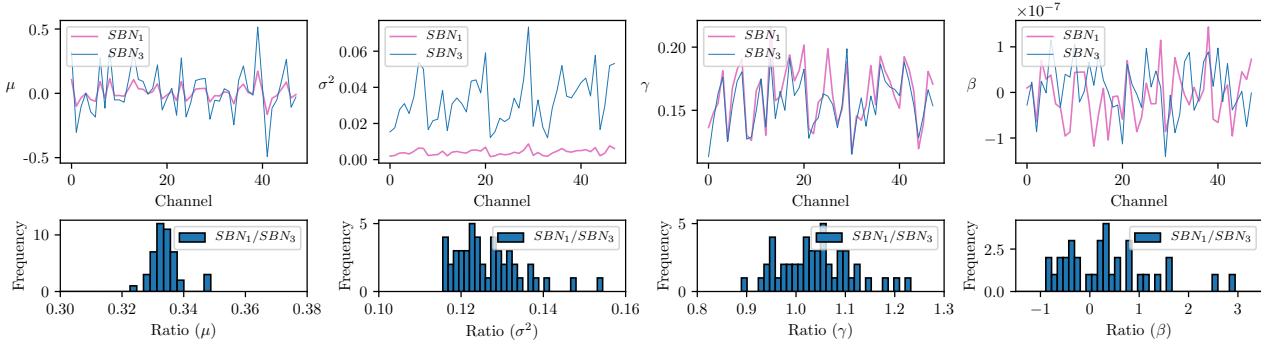 ×10⁻⁷
0.5
0.0
-0.5
μ
SBN₁
SBN₃
0 20 40
Channel
0.06
0.04
0.02
0.00
σ²
SBN₁
SBN₃
0 20 40
Channel
0.20
0.15
γ
SBN₁
SBN₃
0 20 40
Channel
1
0
−1
β
SBN₁
SBN₃
0 20 40
Channel
Frequency
10
0
SBN₁/SBN₃
0.30 0.32 0.34 0.36 0.38
Ratio (μ)
Frequency
5
0
SBN₁/SBN₃
0.10 0.12 0.14 0.16
Ratio (σ²)
Frequency
5
0
SBN₁/SBN₃
0.8 0.9 1.0 1.1 1.2 1.3
Ratio (γ)
Frequency
2.5
0.0
SBN₁/SBN₃
−1 0 1 2 3
Ratio (β)